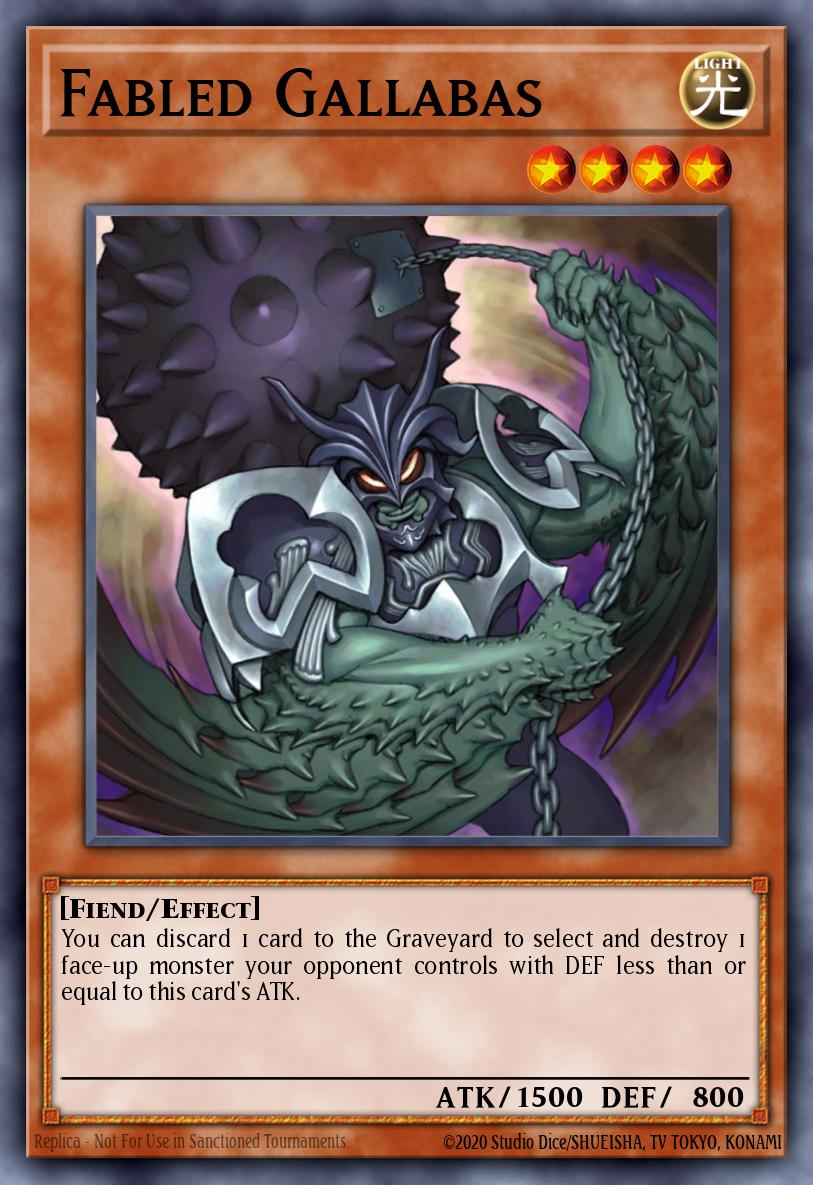 Fabled Gallabas
LIGHT
光
[Fiend/Effect]
You can discard 1 card to the Graveyard to select and destroy 1
face-up monster your opponent controls with DEF less than or
equal to this card's ATK.
ATK/1500 DEF/ 800
Replica - Not For Use in Sanctioned Tournaments.
©2020 Studio Dice/SHUEISHA, TV TOKYO, KONAMI